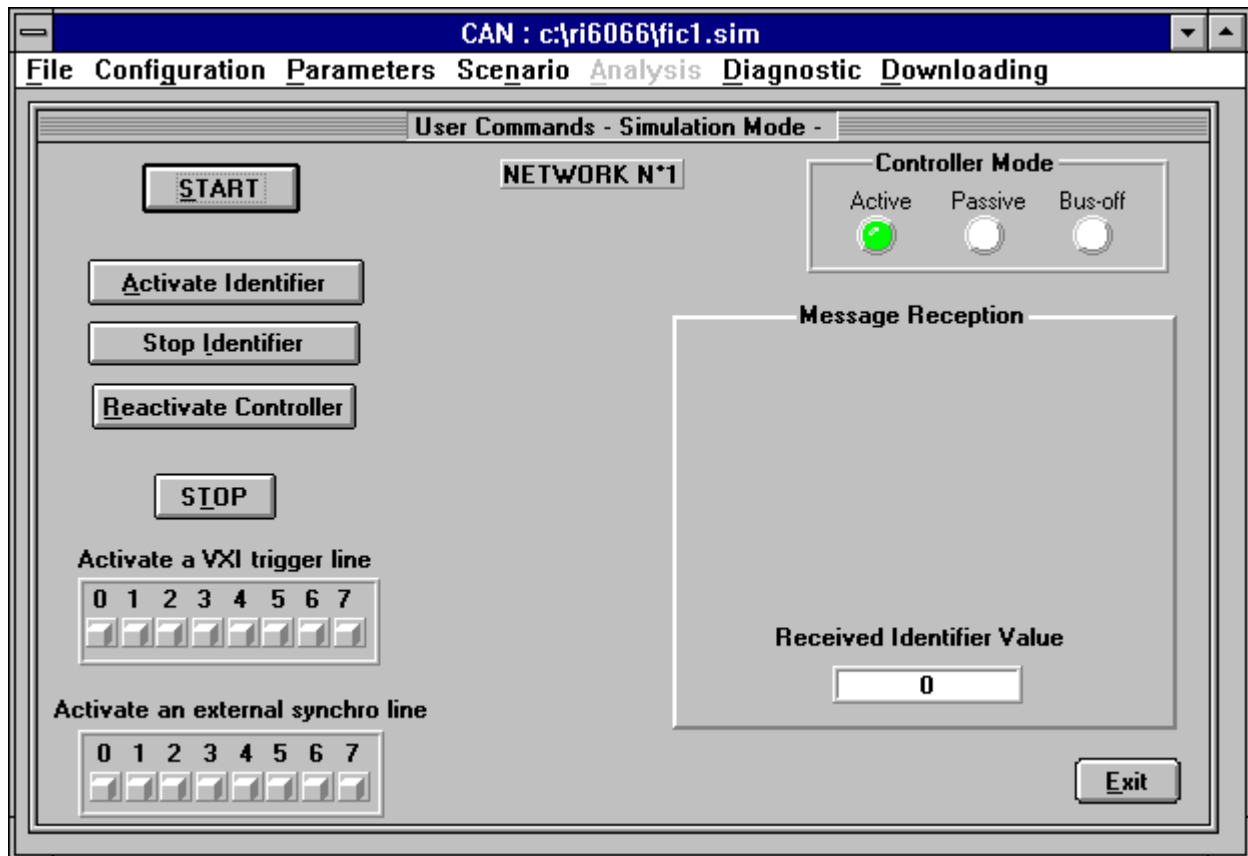 CAN : c:\ri6066\fic1.sim
File Configuration Parameters Scenario Analysis Diagnostic Downloading
User Commands - Simulation Mode -
START
NETWORK N°1
Controller Mode
Active Passive Bus-off
Activate Identifier
Stop Identifier
Reactivate Controller
STOP
Message Reception
Received Identifier Value
0
Activate a VXI trigger line
0 1 2 3 4 5 6 7
Activate an external synchro line
0 1 2 3 4 5 6 7
Exit